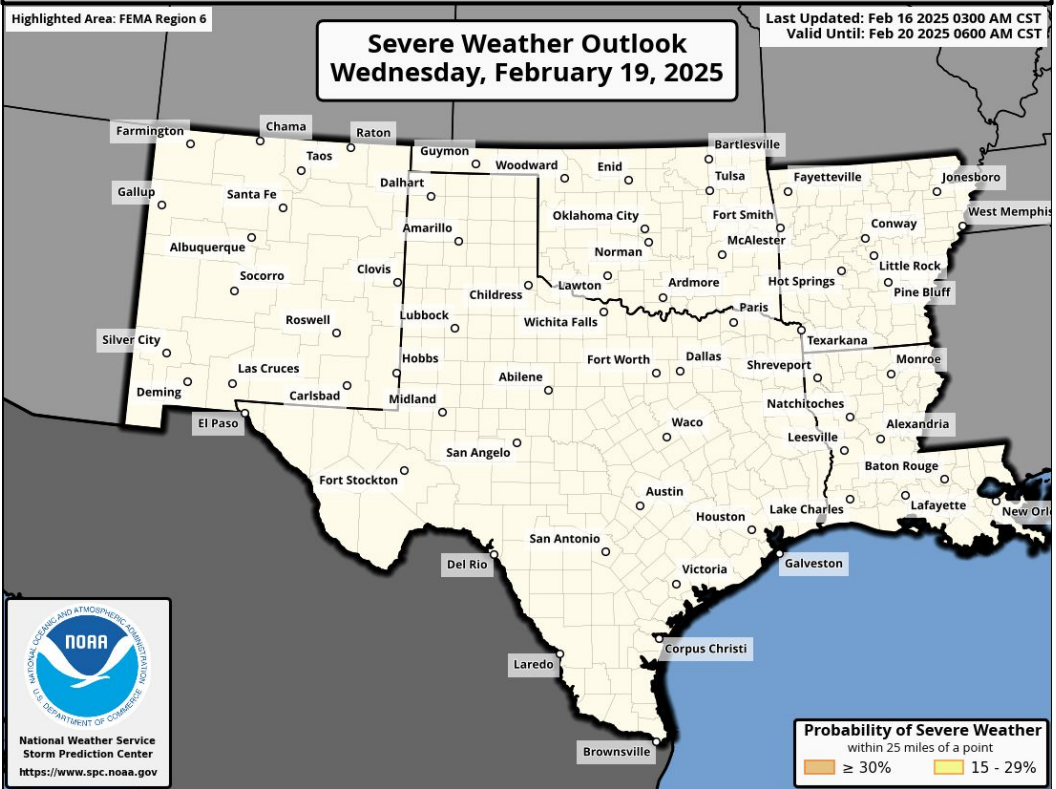 Highlighted Area: FEMA Region 6
Severe Weather Outlook
Wednesday, February 19, 2025
Last Updated: Feb 16 2025 0300 AM CST
Valid Until: Feb 20 2025 0600 AM CST
Farmington
Chama
Raton
Taos
Guymon
Woodward
Enid
Bartlesville
Tulsa
Fayetteville
Jonesboro
Gallup
Santa Fe
Dalhart
Amarillo
Oklahoma City
Fort Smith
West Memphis
Conway
Albuquerque
Norman
McAlester
Socorro
Clovis
Childress
Lawton
Ardmore
Hot Springs
Little Rock
Pine Bluff
Roswell
Lubbock
Wichita Falls
Paris
Silver City
Texarkana
Las Cruces
Hobbs
Fort Worth
Dallas
Shreveport
Monroe
Deming
Carlsbad
Midland
Abilene
Natchitoches
El Paso
Waco
Leesville
Alexandria
San Angelo
Fort Stockton
Baton Rouge
Austin
Houston
Lake Charles
Lafayette
New Orl
San Antonio
Del Rio
Victoria
Galveston
Laredo
Corpus Christi
Brownsville
NATIONAL OCEANIC AND ATMOSPHERIC ADMINISTRATION
NOAA
U.S. DEPARTMENT OF COMMERCE
National Weather Service
Storm Prediction Center
https://www.spc.noaa.gov
Probability of Severe Weather
within 25 miles of a point
≥ 30%
15 - 29%